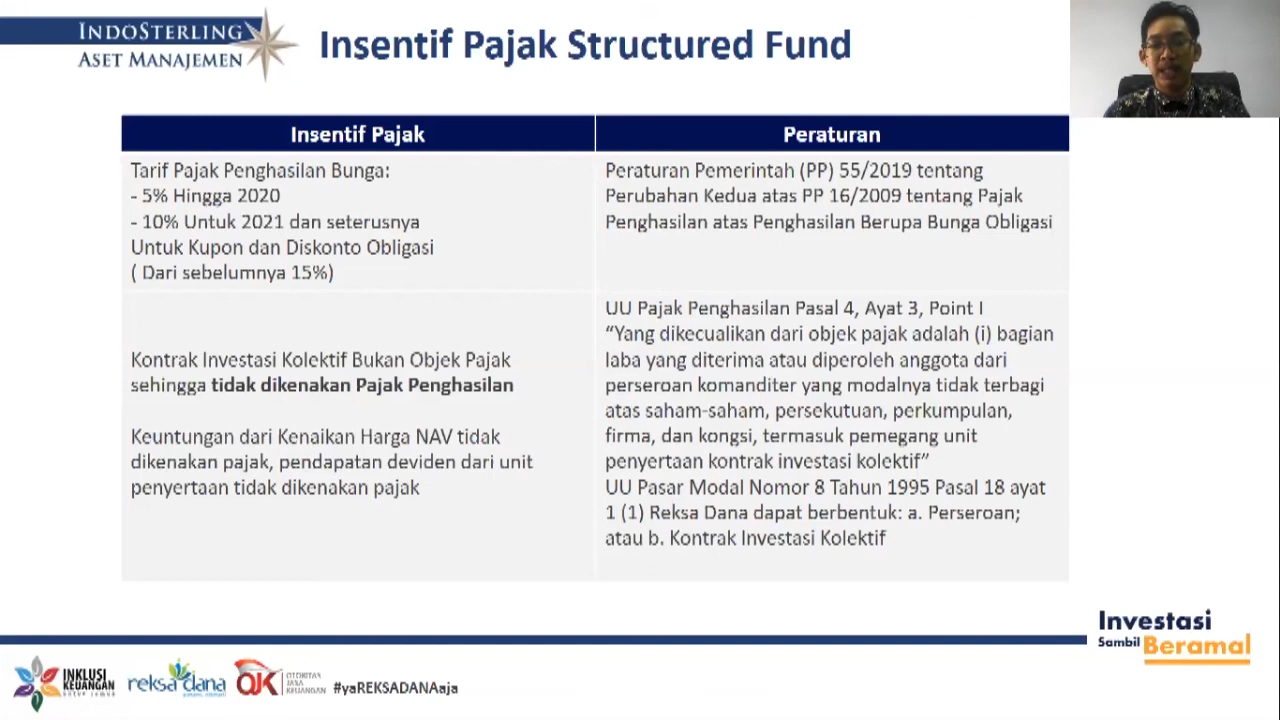 INDOSTERLING
ASET MANAJEMEN
Insentif Pajak Structured Fund
Insentif Pajak
Peraturan
Tarif Pajak Penghasilan Bunga:
- 5% Hingga 2020
- 10% Untuk 2021 dan seterusnya
Untuk Kupon dan Diskonto Obligasi
( Dari sebelumnya 15%)
Peraturan Pemerintah (PP) 55/2019 tentang
Perubahan Kedua atas PP 16/2009 tentang Pajak
Penghasilan atas Penghasilan Berupa Bunga Obligasi
Kontrak Investasi Kolektif Bukan Objek Pajak
sehingga tidak dikenakan Pajak Penghasilan
Keuntungan dari Kenaikan Harga NAV tidak
dikenakan pajak, pendapatan deviden dari unit
penyertaan tidak dikenakan pajak
UU Pajak Penghasilan Pasal 4, Ayat 3, Point I
“Yang dikecualikan dari objek pajak adalah (i) bagian
laba yang diterima atau diperoleh anggota dari
perseroan komanditer yang modalnya tidak terbagi
atas saham-saham, persekutuan, perkumpulan,
firma, dan kongsi, termasuk pemegang unit
penyertaan kontrak investasi kolektif”
UU Pasar Modal Nomor 8 Tahun 1995 Pasal 18 ayat
1 (1) Reksa Dana dapat berbentuk: a. Perseroan;
atau b. Kontrak Investasi Kolektif
Investasi
Sambil Beramal
INKLUSI
KEUANGAN
untuk semua
reksa dana
OJK
OTORITAS
JASA
KEUANGAN
#yaREKSADANAaja